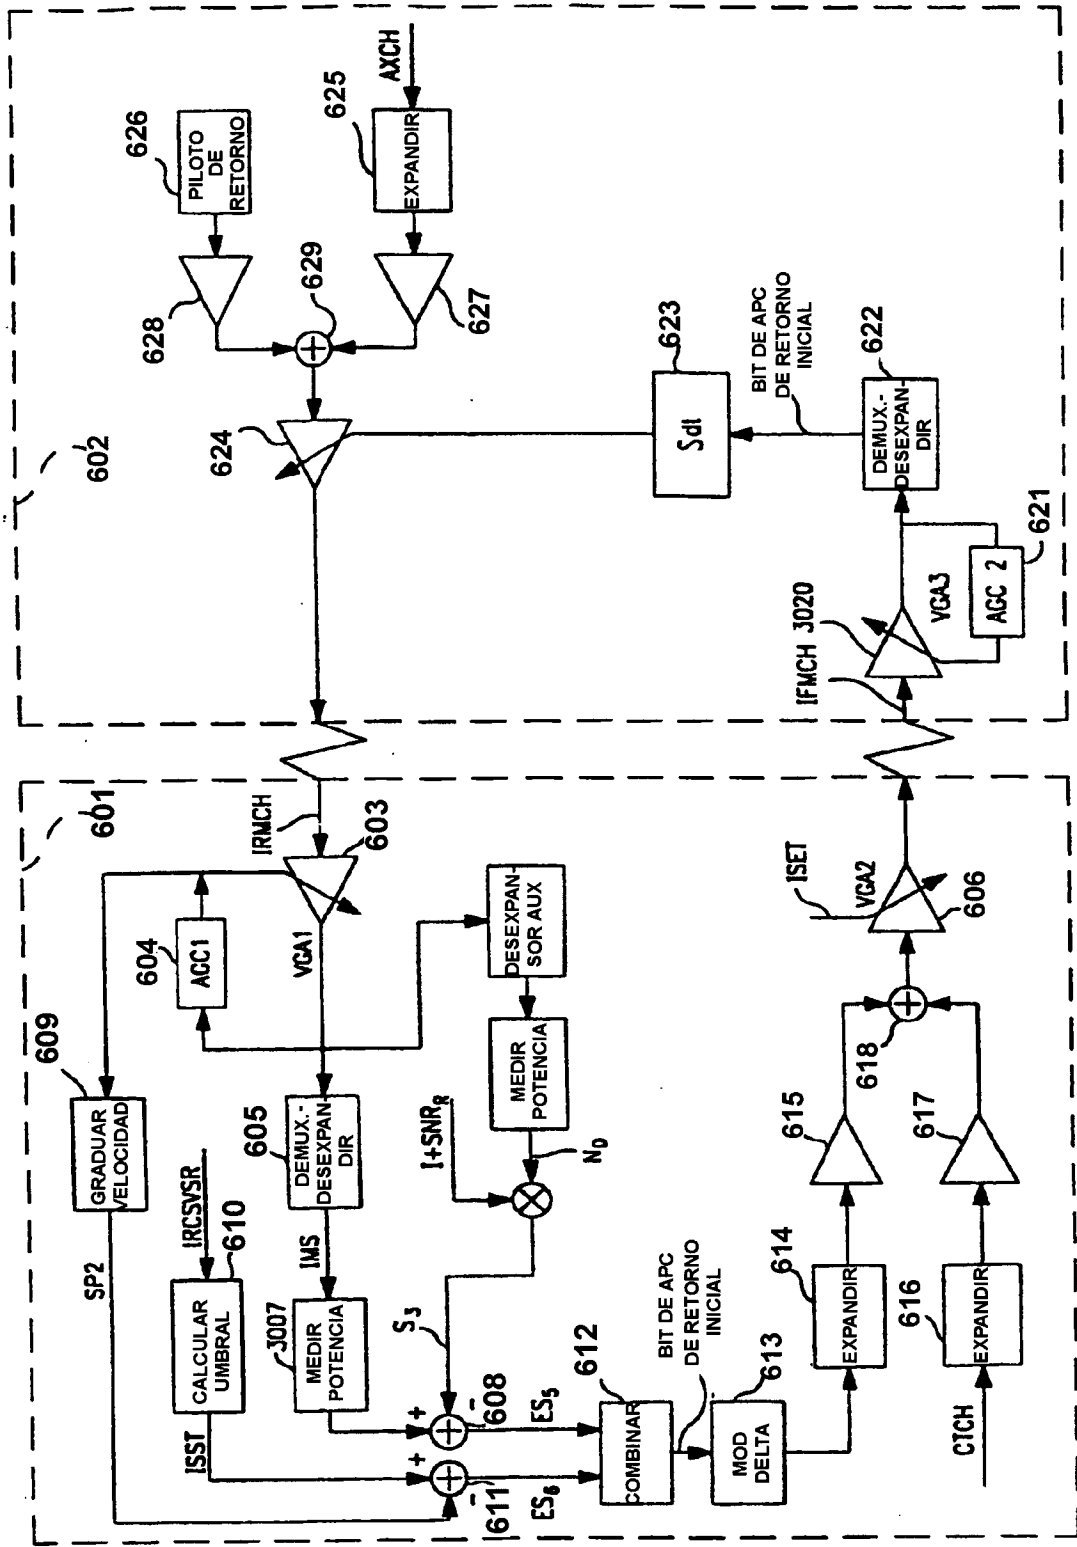 602
626
PILOTO
DE
RETORNO
AXCH
625
EXPANDIR
628
629
627
624
623
Sdt
BIT DE APC
DE RETORNO
INICIAL
622
DEMUX.-
DESEXPAN-
DIR
IFMCH
3020
VGA3
AGC 2
621
601
IRMCH
603
VGA1
604
AGC1
609
GRADUAR
VELOCIDAD
SP2
605
DEMUX.-
DESEXPAN-
DIR
IMS
IRCSVSR
610
CALCULAR
UMBRAL
ISST
3007
MEDIR
POTENCIA
DESEXPAN-
SOR AUX
MEDIR
POTENCIA
N0
I+SNRR
S3
+
-
608
+
-
611
ES5
ES6
612
COMBINAR
BIT DE APC
DE RETORNO
INICIAL
613
MOD
DELTA
614
EXPANDIR
615
616
EXPANDIR
617
CTCH
618
ISET
VGA2
606